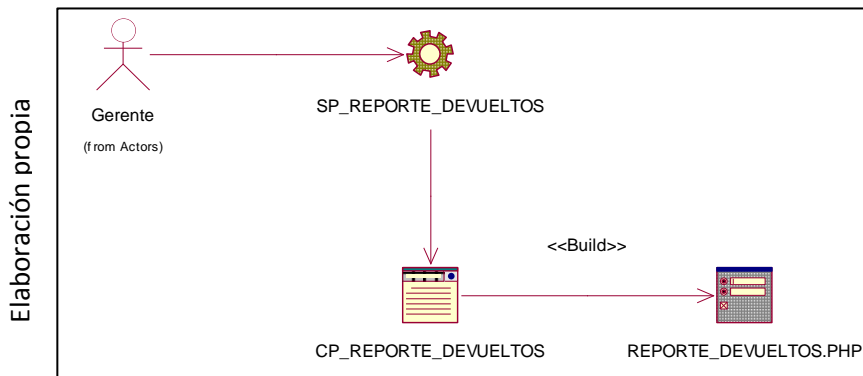 Elaboración propia
Gerente
(from Actors)
SP_REPORTE_DEVUELTOS
<<Build>>
CP_REPORTE_DEVUELTOS
REPORTE_DEVUELTOS.PHP